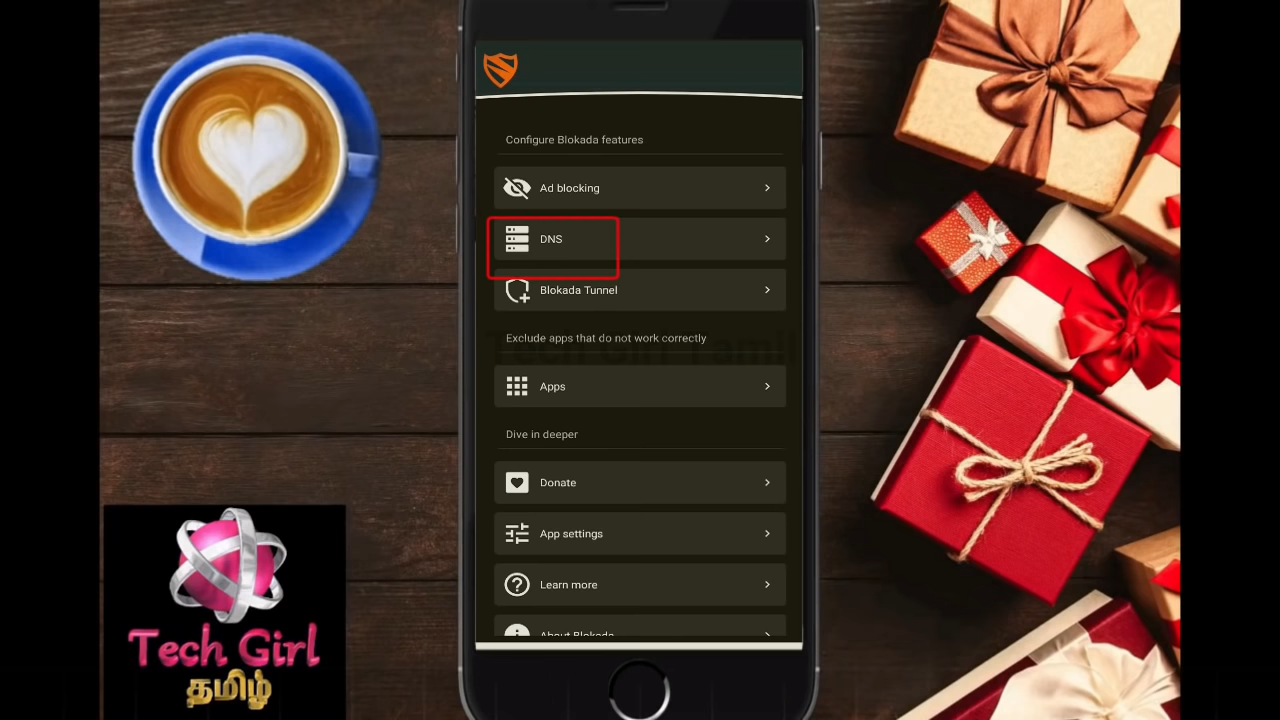 Configure Blokada features
Ad blocking
DNS
Blokada Tunnel
Exclude apps that do not work correctly
Apps
Dive in deeper
Donate
App settings
Learn more
About Blokada
Tech Girl
தமிழ்